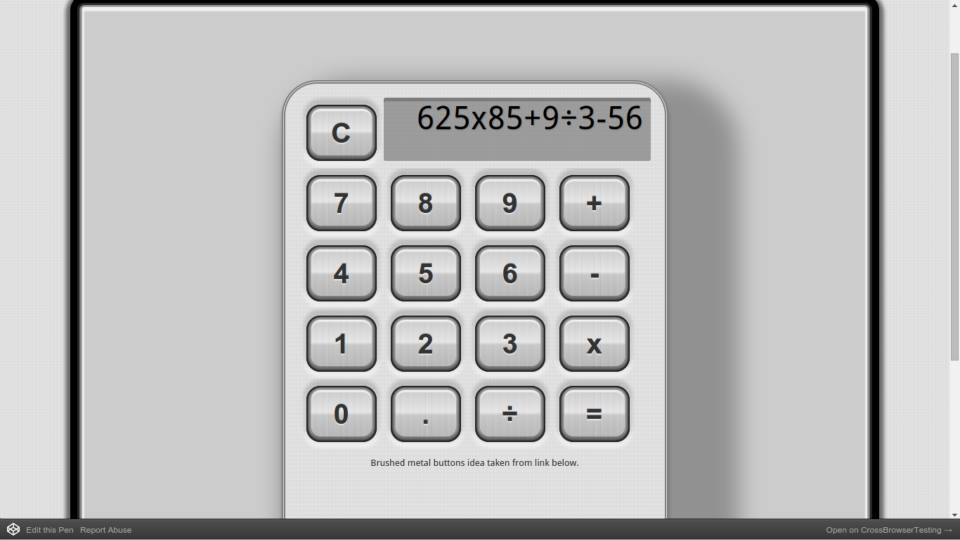 C 625x85+9÷3-56
7 8 9 +
4 5 6 -
1 2 3 x
0 . ÷ =
Brushed metal buttons idea taken from link below.
Edit this Pen Report Abuse Open on CrossBrowserTesting →